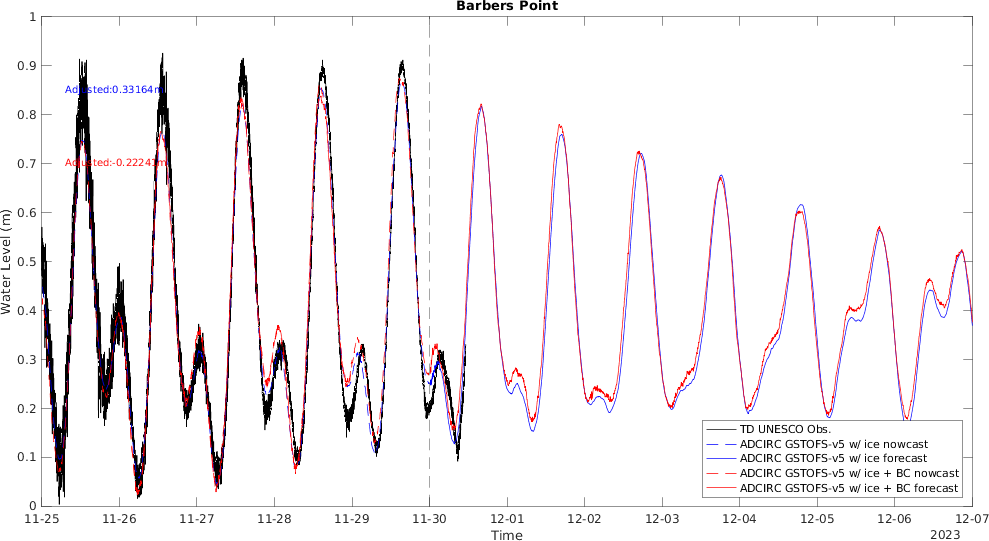 Barbers Point
1
0.9
0.8
0.7
0.6
0.5
0.4
0.3
0.2
0.1
0
Water Level (m)
Adjusted:0.33164m
Adjusted:-0.22241m
TD UNESCO Obs.
ADCIRC GSTOFS-v5 w/ ice nowcast
ADCIRC GSTOFS-v5 w/ ice forecast
ADCIRC GSTOFS-v5 w/ ice + BC nowcast
ADCIRC GSTOFS-v5 w/ ice + BC forecast
11-25 11-26 11-27 11-28 11-29 11-30 12-01 12-02 12-03 12-04 12-05 12-06 12-07
Time
2023